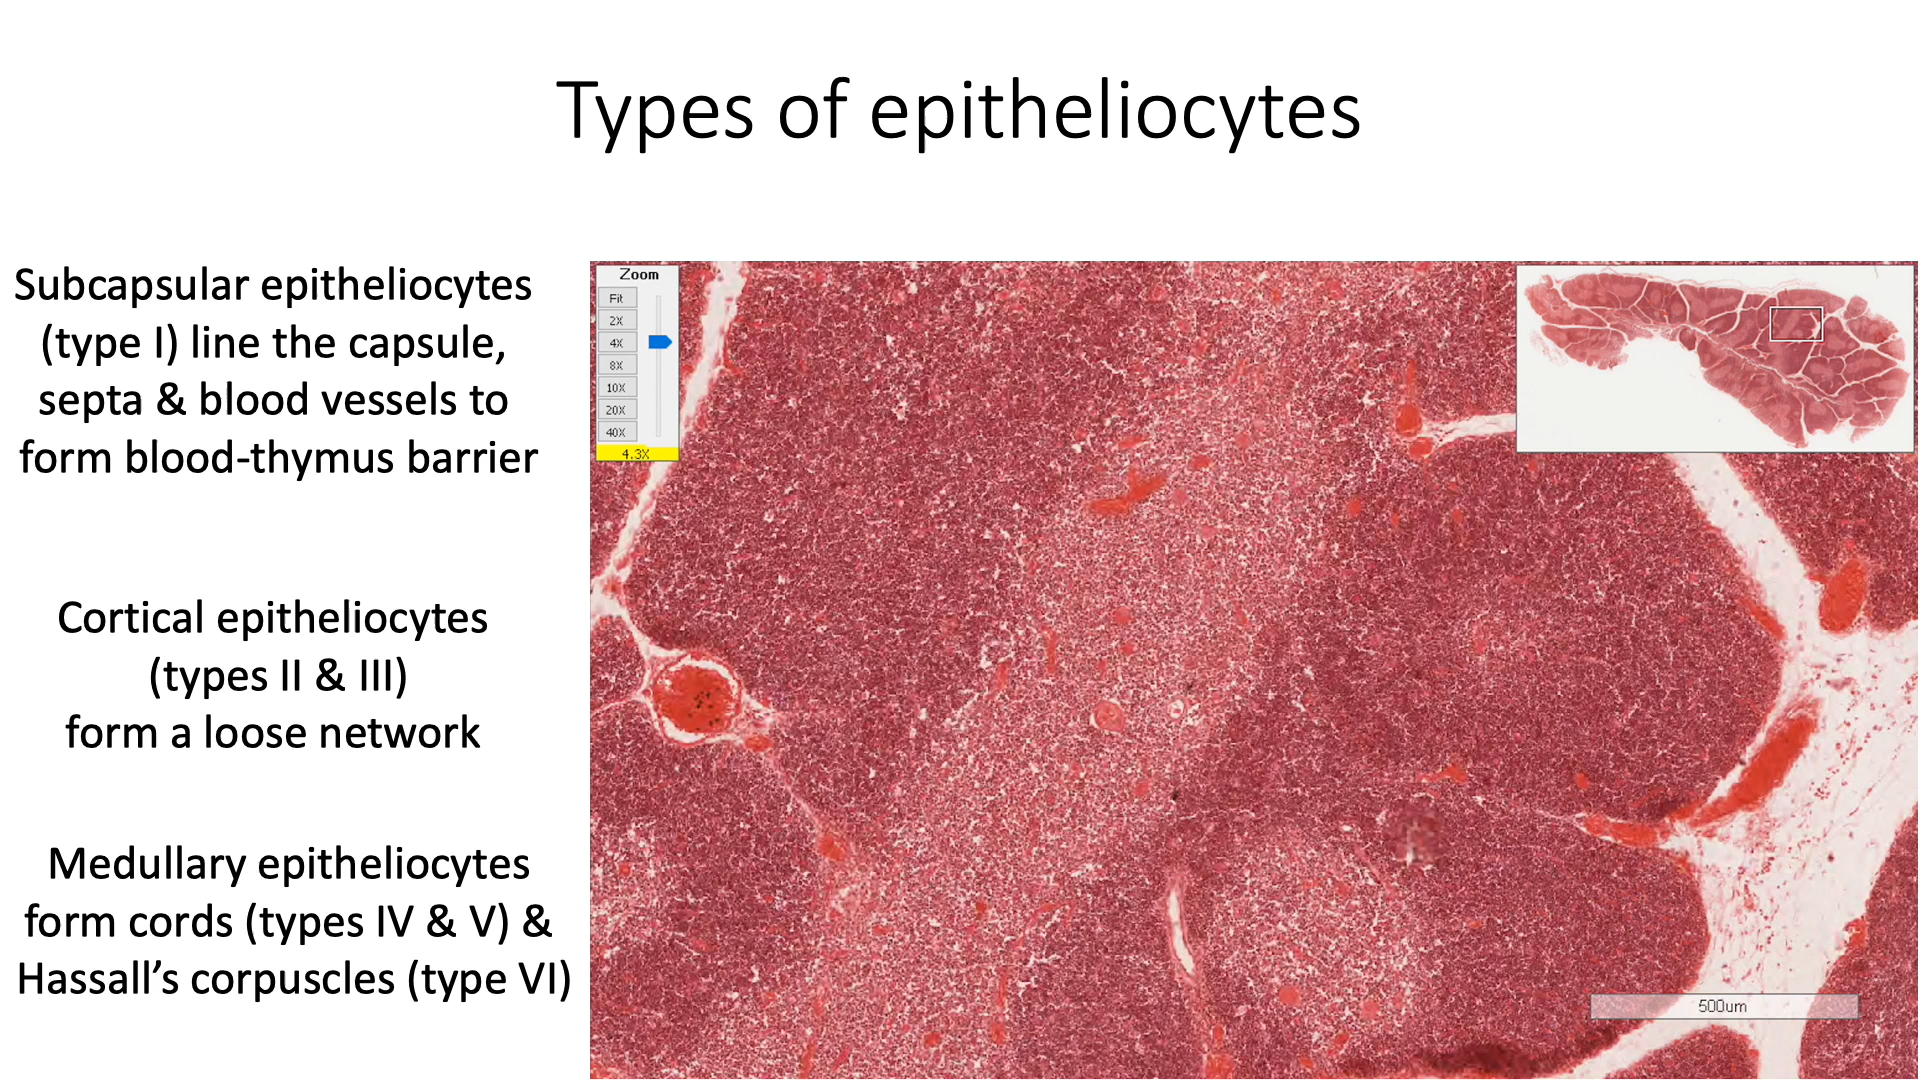 Types of epitheliocytes
Subcapsular epitheliocytes
(type I) line the capsule,
septa & blood vessels to
form blood-thymus barrier
Cortical epitheliocytes
(types II & III)
form a loose network
Medullary epitheliocytes
form cords (types IV & V) &
Hassall’s corpuscles (type VI)
Zoom
Fit
2X
4X
8X
10X
20X
40X
4.3X
500um